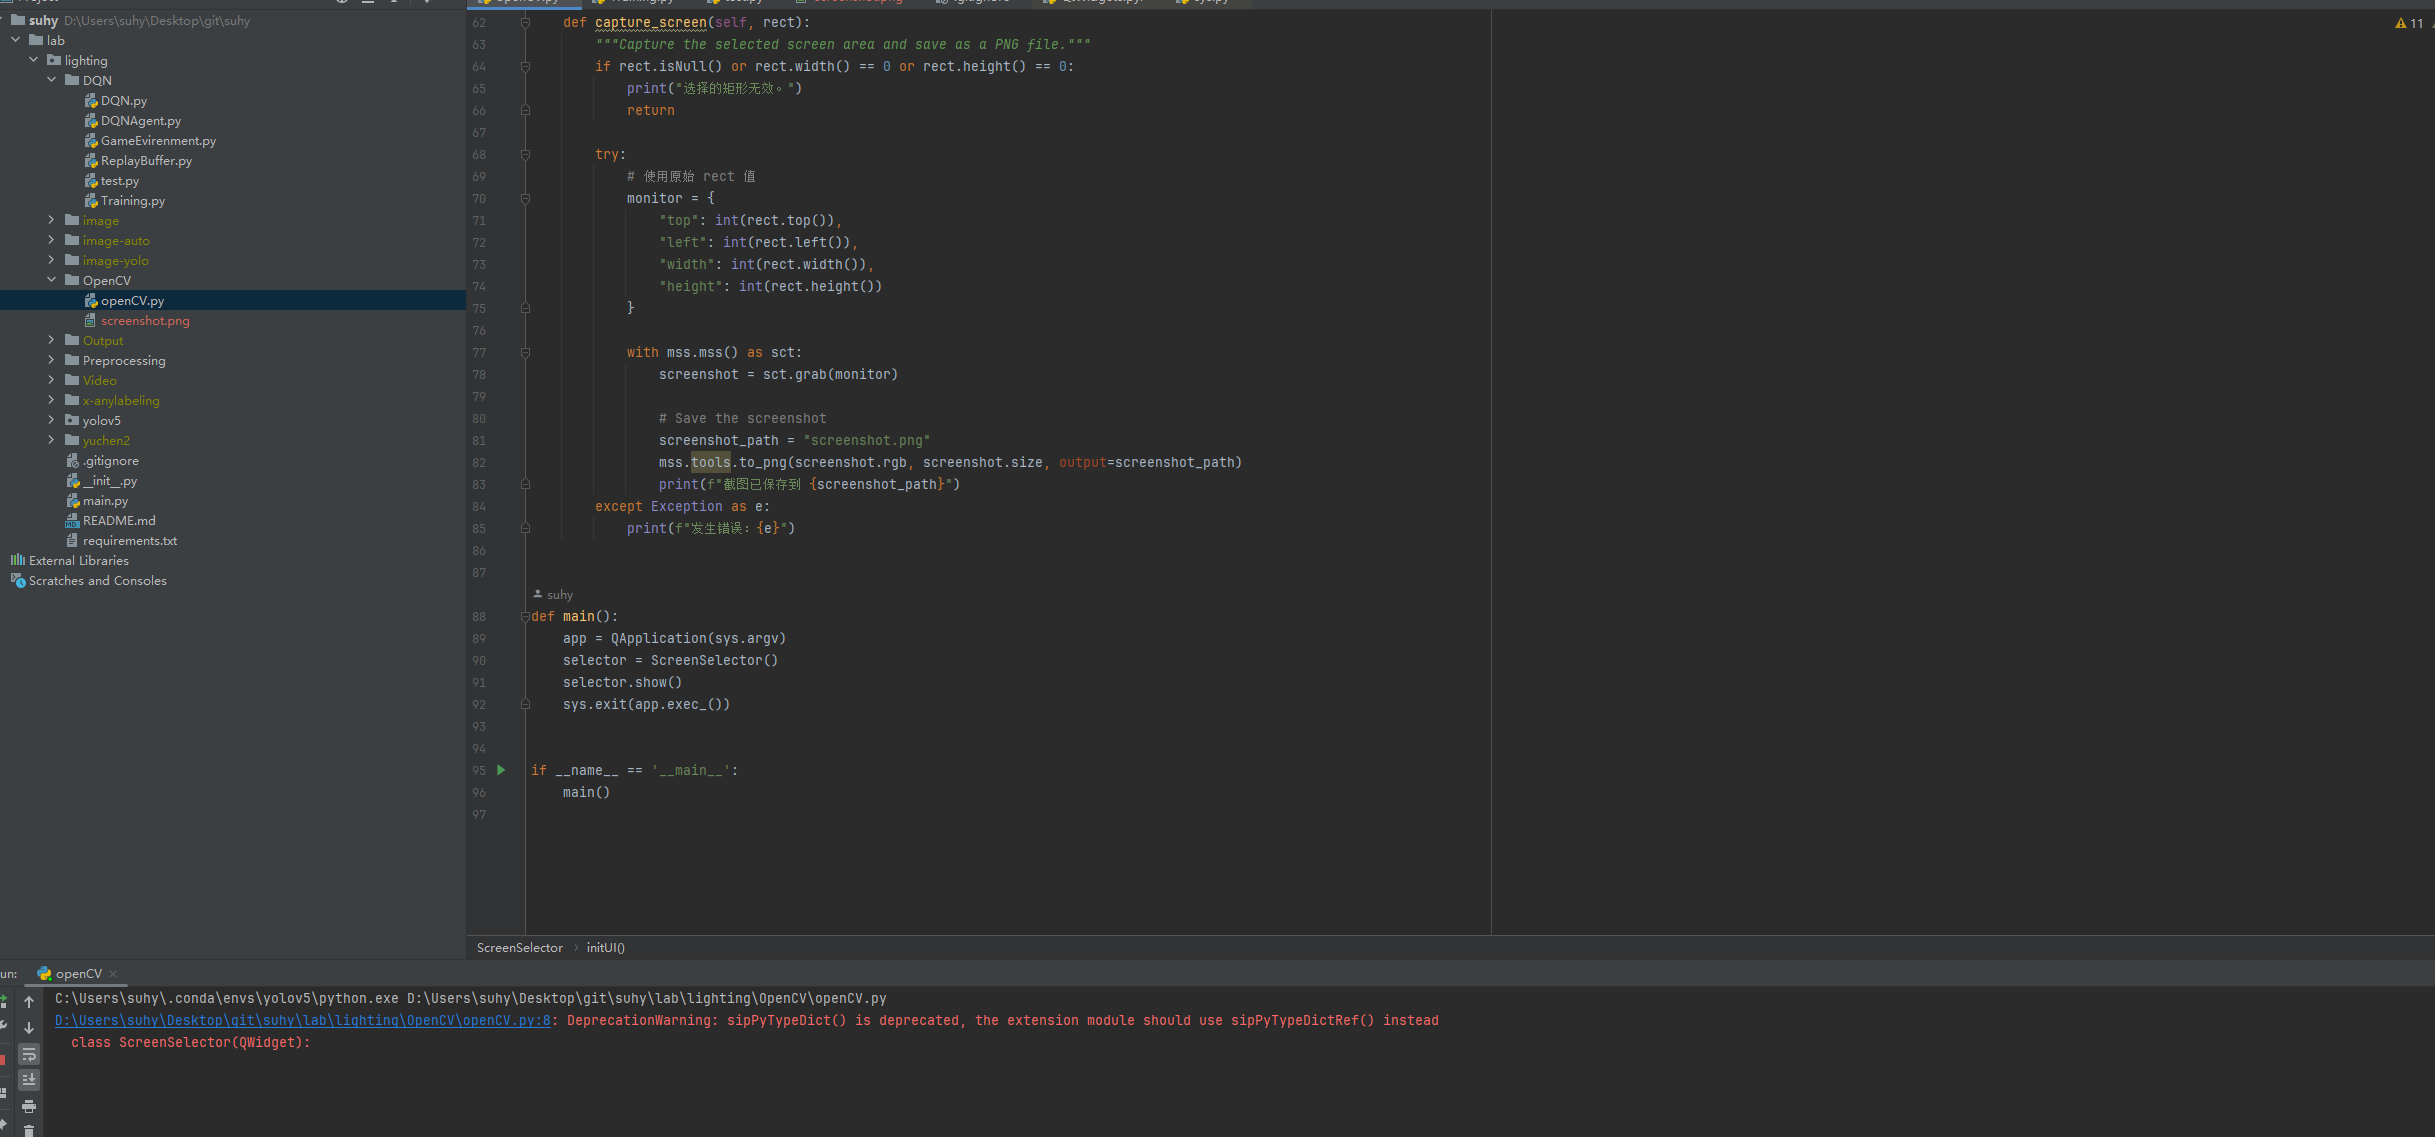 suhy D:\Users\suhy\Desktop\git\suhy
lab
lighting
DQN
DQN.py
DQNAgent.py
GameEvirenment.py
ReplayBuffer.py
test.py
Training.py
image
image-auto
image-yolo
OpenCV
openCV.py
screenshot.png
Output
Preprocessing
Video
x-anylabeling
yolov5
yuchen2
.gitignore
__init__.py
main.py
README.md
requirements.txt
External Libraries
Scratches and Consoles
11
62 def capture_screen(self, rect):
63 """Capture the selected screen area and save as a PNG file."""
64 if rect.isNull() or rect.width() == 0 or rect.height() == 0:
65 print("选择的矩形无效。")
66 return
67
68 try:
69 # 使用原始 rect 值
70 monitor = {
71 "top": int(rect.top()),
72 "left": int(rect.left()),
73 "width": int(rect.width()),
74 "height": int(rect.height())
75 }
76
77 with mss.mss() as sct:
78 screenshot = sct.grab(monitor)
79
80 # Save the screenshot
81 screenshot_path = "screenshot.png"
82 mss.tools.to_png(screenshot.rgb, screenshot.size, output=screenshot_path)
83 print(f"截图已保存到 {screenshot_path}")
84 except Exception as e:
85 print(f"发生错误: {e}")
86
87
suhy
88 def main():
89 app = QApplication(sys.argv)
90 selector = ScreenSelector()
91 selector.show()
92 sys.exit(app.exec_())
93
94
95 if __name__ == '__main__':
96 main()
97
ScreenSelector › initUI()
un: openCV
C:\Users\suhy\.conda\envs\yolov5\python.exe D:\Users\suhy\Desktop\git\suhy\lab\lighting\OpenCV\openCV.py
D:\Users\suhy\Desktop\git\suhy\lab\lighting\OpenCV\openCV.py:8: DeprecationWarning: sipPyTypeDict() is deprecated, the extension module should use sipPyTypeDictRef() instead
class ScreenSelector(QWidget):